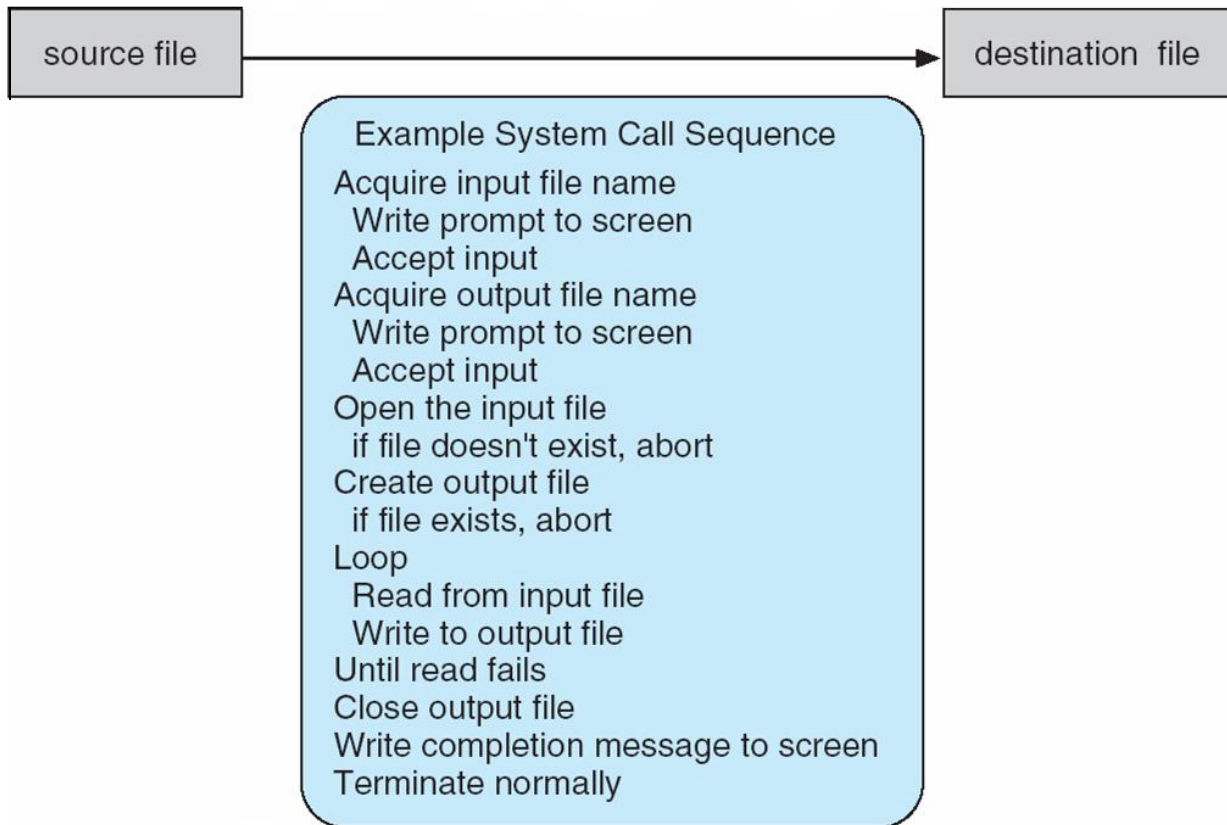 source file
destination file
Example System Call Sequence
Acquire input file name
Write prompt to screen
Accept input
Acquire output file name
Write prompt to screen
Accept input
Open the input file
if file doesn't exist, abort
Create output file
if file exists, abort
Loop
Read from input file
Write to output file
Until read fails
Close output file
Write completion message to screen
Terminate normally